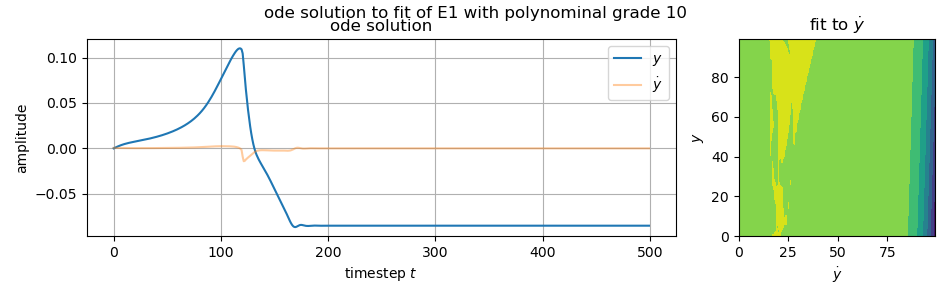 ode solution to fit of E1 with polynominal grade 10
ode solution
fit to ẏ
y
ẏ
amplitude
0.10
0.05
0.00
−0.05
0
100
200
300
400
500
timestep t
y
80
60
40
20
0
0
25
50
75
ẏ